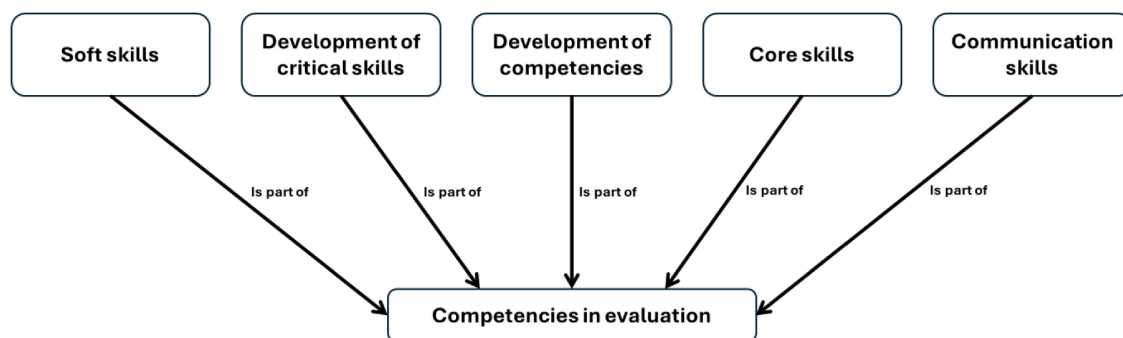 Soft skills
Development of
critical skills
Development of
competencies
Core skills
Communication
skills
Is part of
Is part of
Is part of
Is part of
Is part of
Competencies in evaluation